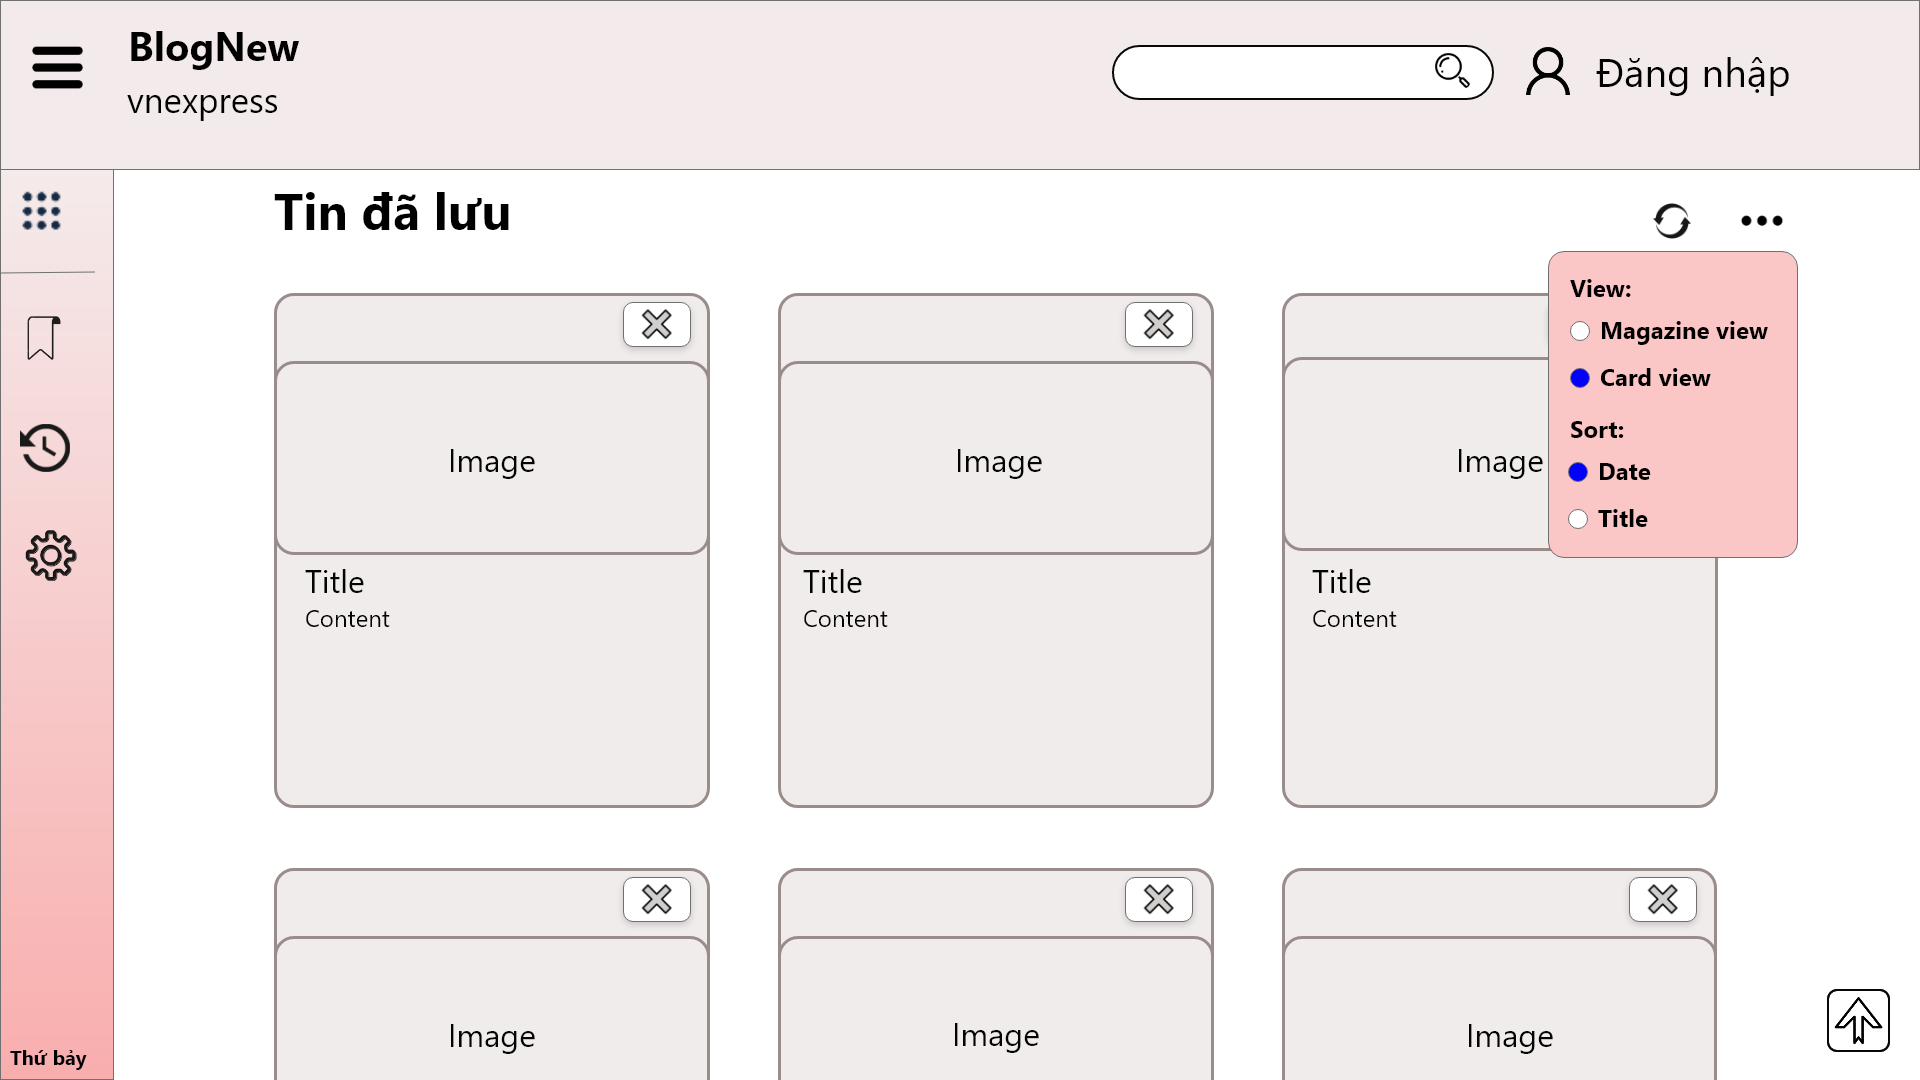 BlogNew
vnexpress
Đăng nhập
Tin đã lưu
View:
Magazine view
Card view
Sort:
Date
Title
Image
Image
Image
Title
Content
Title
Content
Title
Content
Image
Image
Image
Thứ bảy